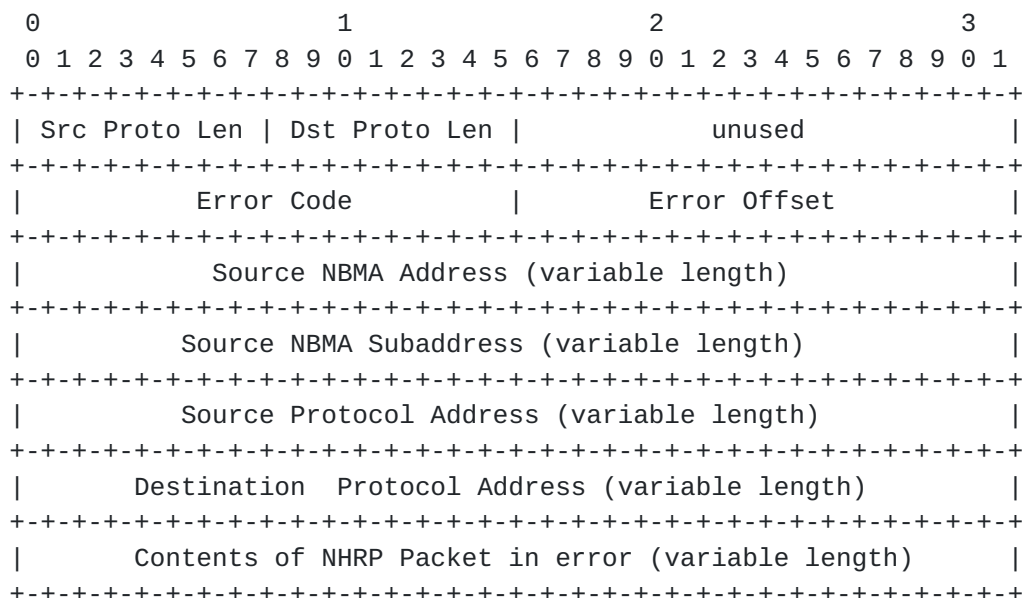 0                   1                   2                   3
 0 1 2 3 4 5 6 7 8 9 0 1 2 3 4 5 6 7 8 9 0 1 2 3 4 5 6 7 8 9 0 1
+-+-+-+-+-+-+-+-+-+-+-+-+-+-+-+-+-+-+-+-+-+-+-+-+-+-+-+-+-+-+-+-+
| Src Proto Len | Dst Proto Len |            unused             |
+-+-+-+-+-+-+-+-+-+-+-+-+-+-+-+-+-+-+-+-+-+-+-+-+-+-+-+-+-+-+-+-+
|           Error Code          |        Error Offset           |
+-+-+-+-+-+-+-+-+-+-+-+-+-+-+-+-+-+-+-+-+-+-+-+-+-+-+-+-+-+-+-+-+
|            Source NBMA Address (variable length)              |
+-+-+-+-+-+-+-+-+-+-+-+-+-+-+-+-+-+-+-+-+-+-+-+-+-+-+-+-+-+-+-+-+
|          Source NBMA Subaddress (variable length)             |
+-+-+-+-+-+-+-+-+-+-+-+-+-+-+-+-+-+-+-+-+-+-+-+-+-+-+-+-+-+-+-+-+
|          Source Protocol Address (variable length)            |
+-+-+-+-+-+-+-+-+-+-+-+-+-+-+-+-+-+-+-+-+-+-+-+-+-+-+-+-+-+-+-+-+
|       Destination  Protocol Address (variable length)         |
+-+-+-+-+-+-+-+-+-+-+-+-+-+-+-+-+-+-+-+-+-+-+-+-+-+-+-+-+-+-+-+-+
|       Contents of NHRP Packet in error (variable length)      |
+-+-+-+-+-+-+-+-+-+-+-+-+-+-+-+-+-+-+-+-+-+-+-+-+-+-+-+-+-+-+-+-+